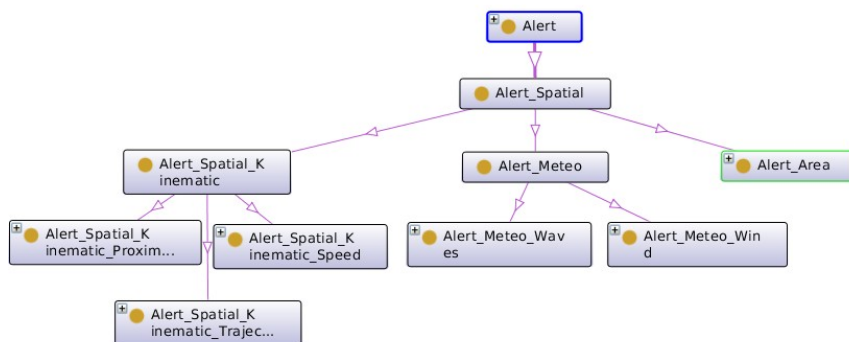 Alert
Alert_Spatial
Alert_Spatial_K
inematic
Alert_Meteo
Alert_Area
Alert_Spatial_K
inematic_Proxim...
Alert_Spatial_K
inematic_Speed
Alert_Meteo_Wav
es
Alert_Meteo_Win
d
Alert_Spatial_K
inematic_Trajec...